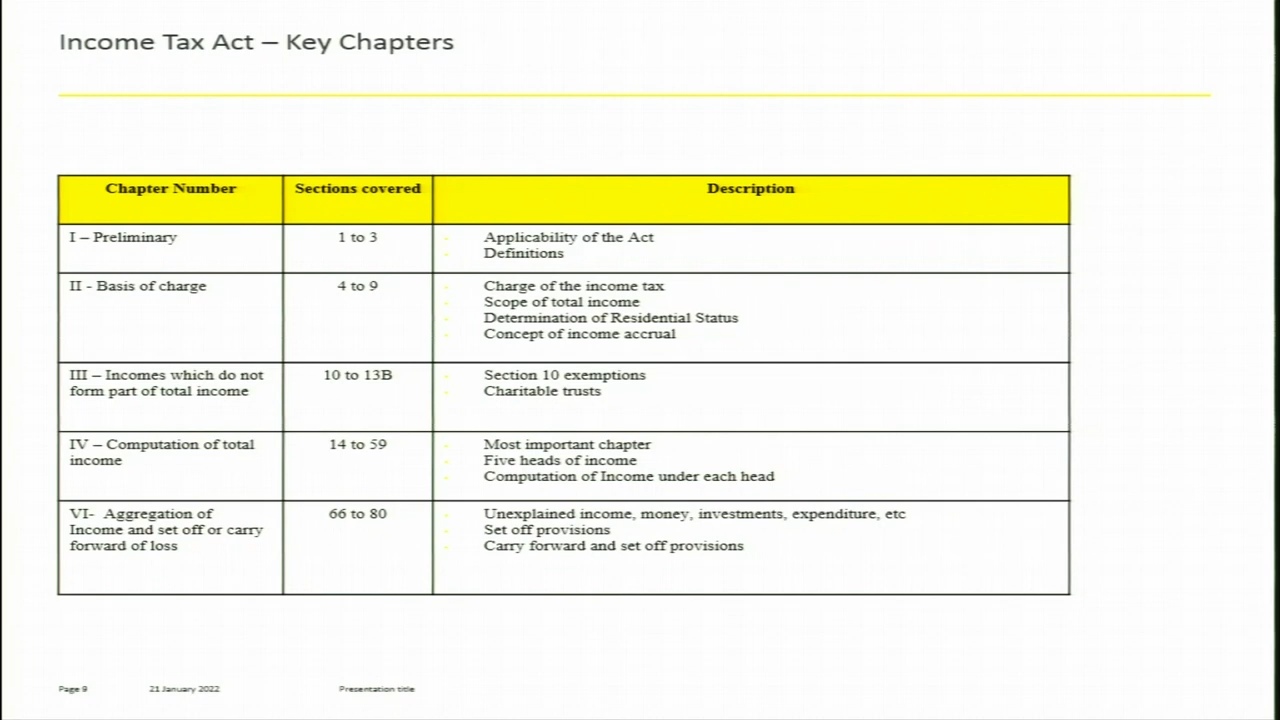 Income Tax Act – Key Chapters
Chapter Number
Sections covered
Description
I – Preliminary
1 to 3
Applicability of the Act
Definitions
II - Basis of charge
4 to 9
Charge of the income tax
Scope of total income
Determination of Residential Status
Concept of income accrual
III – Incomes which do not
form part of total income
10 to 13B
Section 10 exemptions
Charitable trusts
IV – Computation of total
income
14 to 59
Most important chapter
Five heads of income
Computation of Income under each head
VI- Aggregation of
Income and set off or carry
forward of loss
66 to 80
Unexplained income, money, investments, expenditure, etc
Set off provisions
Carry forward and set off provisions
Page 9
21 January 2022
Presentation title